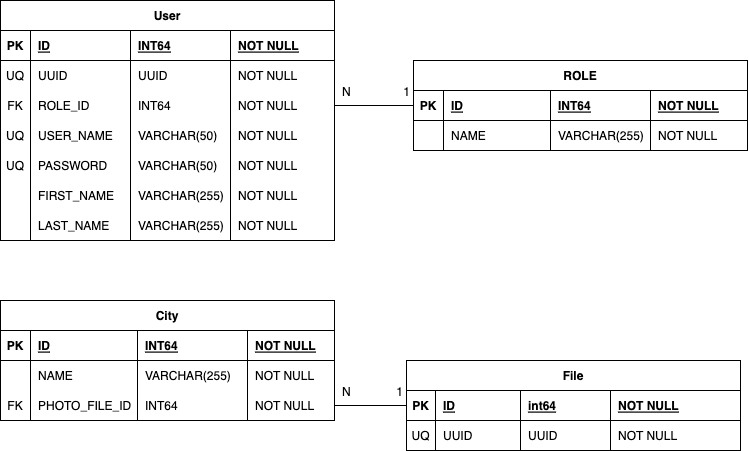 User
PK ID INT64 NOT NULL
UQ UUID UUID NOT NULL
FK ROLE_ID INT64 NOT NULL
UQ USER_NAME VARCHAR(50) NOT NULL
UQ PASSWORD VARCHAR(50) NOT NULL
FIRST_NAME VARCHAR(255) NOT NULL
LAST_NAME VARCHAR(255) NOT NULL
N 1
ROLE
PK ID INT64 NOT NULL
NAME VARCHAR(255) NOT NULL
City
PK ID INT64 NOT NULL
NAME VARCHAR(255) NOT NULL
FK PHOTO_FILE_ID INT64 NOT NULL
N 1
File
PK ID int64 NOT NULL
UQ UUID UUID NOT NULL